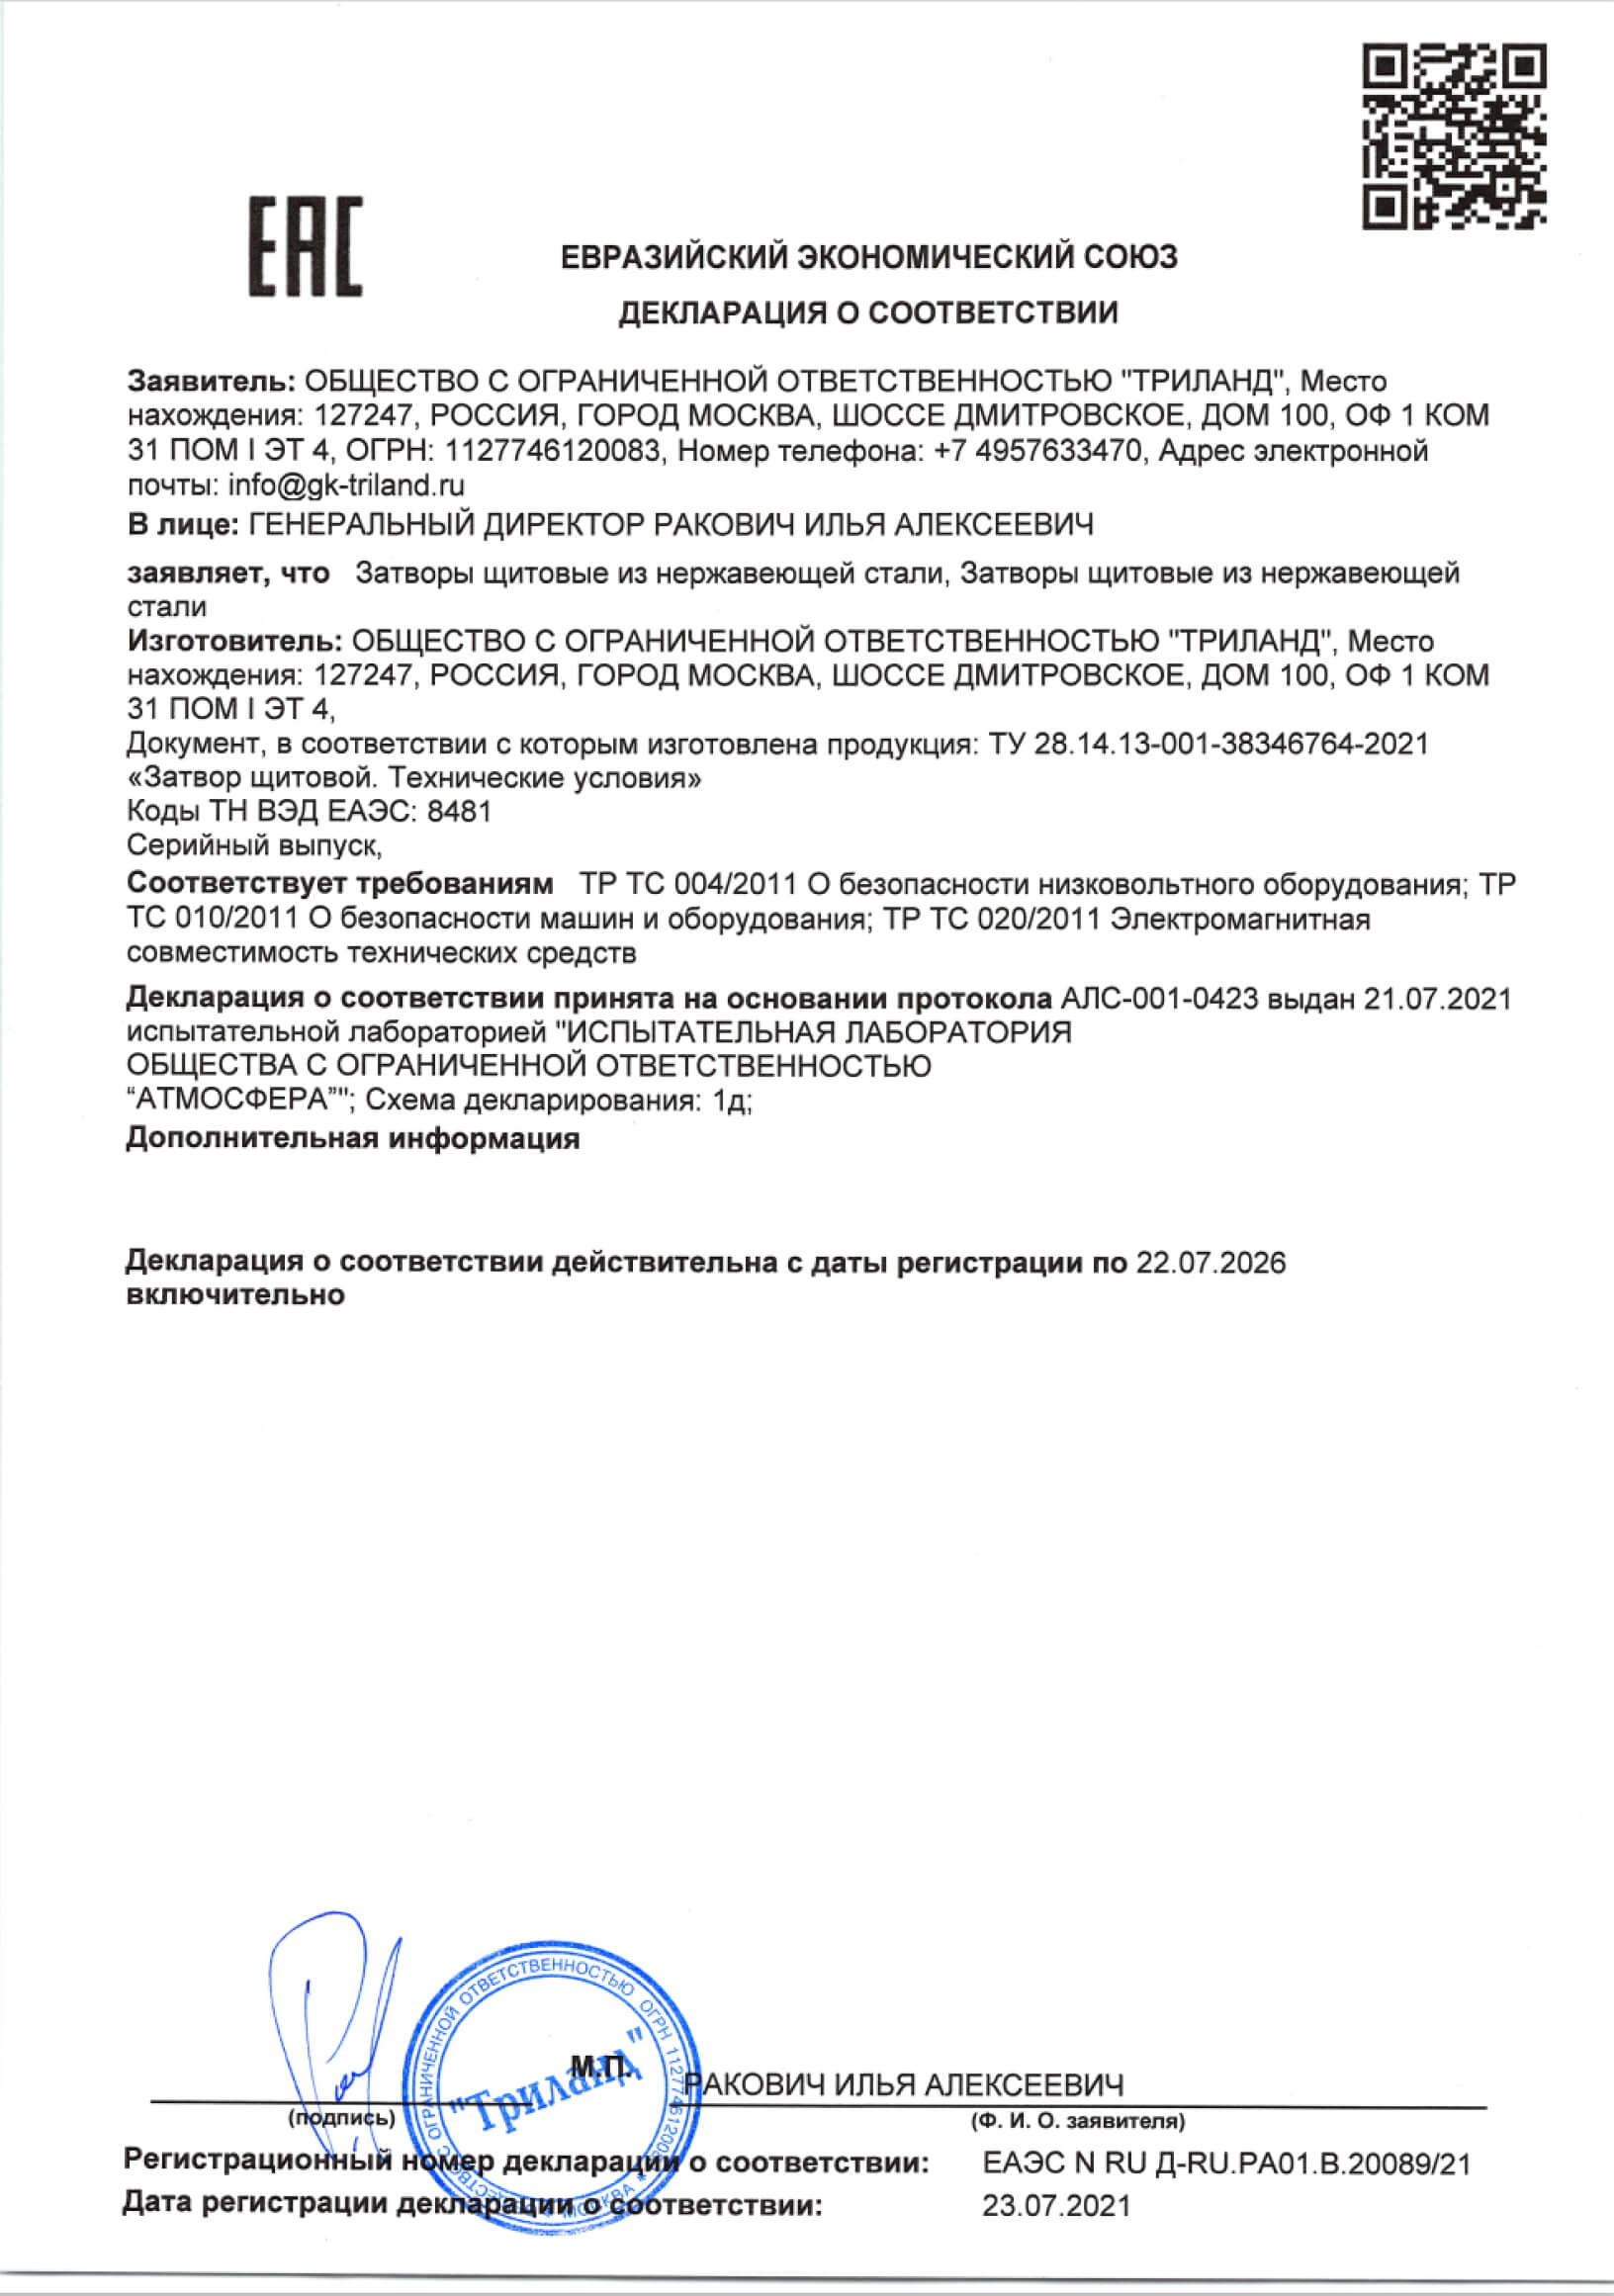 ЕАС
ЕВРАЗИЙСКИЙ ЭКОНОМИЧЕСКИЙ СОЮЗ
ДЕКЛАРАЦИЯ О СООТВЕТСТВИИ
Заявитель: ОБЩЕСТВО С ОГРАНИЧЕННОЙ ОТВЕТСТВЕННОСТЬЮ "ТРИЛАНД", Место
нахождения: 127247, РОССИЯ, ГОРОД МОСКВА, ШОССЕ ДМИТРОВСКОЕ, ДОМ 100, ОФ 1 КОМ
31 ПОМ I ЭТ 4, ОГРН: 1127746120083, Номер телефона: +7 4957633470, Адрес электронной
почты: info@gk-triland.ru
В лице: ГЕНЕРАЛЬНЫЙ ДИРЕКТОР РАКОВИЧ ИЛЬЯ АЛЕКСЕЕВИЧ
заявляет, что Затворы щитовые из нержавеющей стали, Затворы щитовые из нержавеющей
стали
Изготовитель: ОБЩЕСТВО С ОГРАНИЧЕННОЙ ОТВЕТСТВЕННОСТЬЮ "ТРИЛАНД", Место
нахождения: 127247, РОССИЯ, ГОРОД МОСКВА, ШОССЕ ДМИТРОВСКОЕ, ДОМ 100, ОФ 1 КОМ
31 ПОМ I ЭТ 4,
Документ, в соответствии с которым изготовлена продукция: ТУ 28.14.13-001-38346764-2021
«Затвор щитовой. Технические условия»
Коды ТН ВЭД ЕАЭС: 8481
Серийный выпуск,
Соответствует требованиям ТР ТС 004/2011 О безопасности низковольтного оборудования; ТР
ТС 010/2011 О безопасности машин и оборудования; ТР ТС 020/2011 Электромагнитная
совместимость технических средств
Декларация о соответствии принята на основании протокола АЛС-001-0423 выдан 21.07.2021
испытательной лабораторией "ИСПЫТАТЕЛЬНАЯ ЛАБОРАТОРИЯ
ОБЩЕСТВА С ОГРАНИЧЕННОЙ ОТВЕТСТВЕННОСТЬЮ
“АТМОСФЕРА”"; Схема декларирования: 1д;
Дополнительная информация
Декларация о соответствии действительна с даты регистрации по 22.07.2026
включительно
ОБЩЕСТВО С ОГРАНИЧЕННОЙ ОТВЕТСТВЕННОСТЬЮ ОГРН 1127746120083 * МОСКВА *
"Триланд"
М.П.
РАКОВИЧ ИЛЬЯ АЛЕКСЕЕВИЧ
(подпись)
(Ф. И. О. заявителя)
Регистрационный номер декларации о соответствии: ЕАЭС N RU Д-RU.РА01.В.20089/21
Дата регистрации декларации о соответствии: 23.07.2021